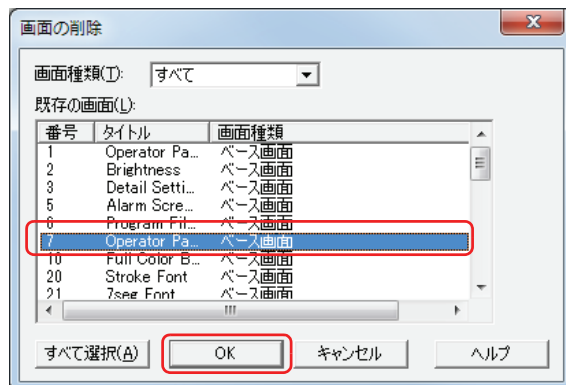 画面の削除
画面種類(T): すべて
既存の画面(L):
番号 タイトル 画面種類
1 Operator Pa... ベース画面
2 Brightness ベース画面
3 Detail Setti... ベース画面
5 Alarm Scre... ベース画面
6 Program Fil... ベース画面
7 Operator Pa... ベース画面
10 Full Color B... ベース画面
20 Stroke Font ベース画面
21 7seg Font ベース画面
すべて選択(A) OK キャンセル ヘルプ